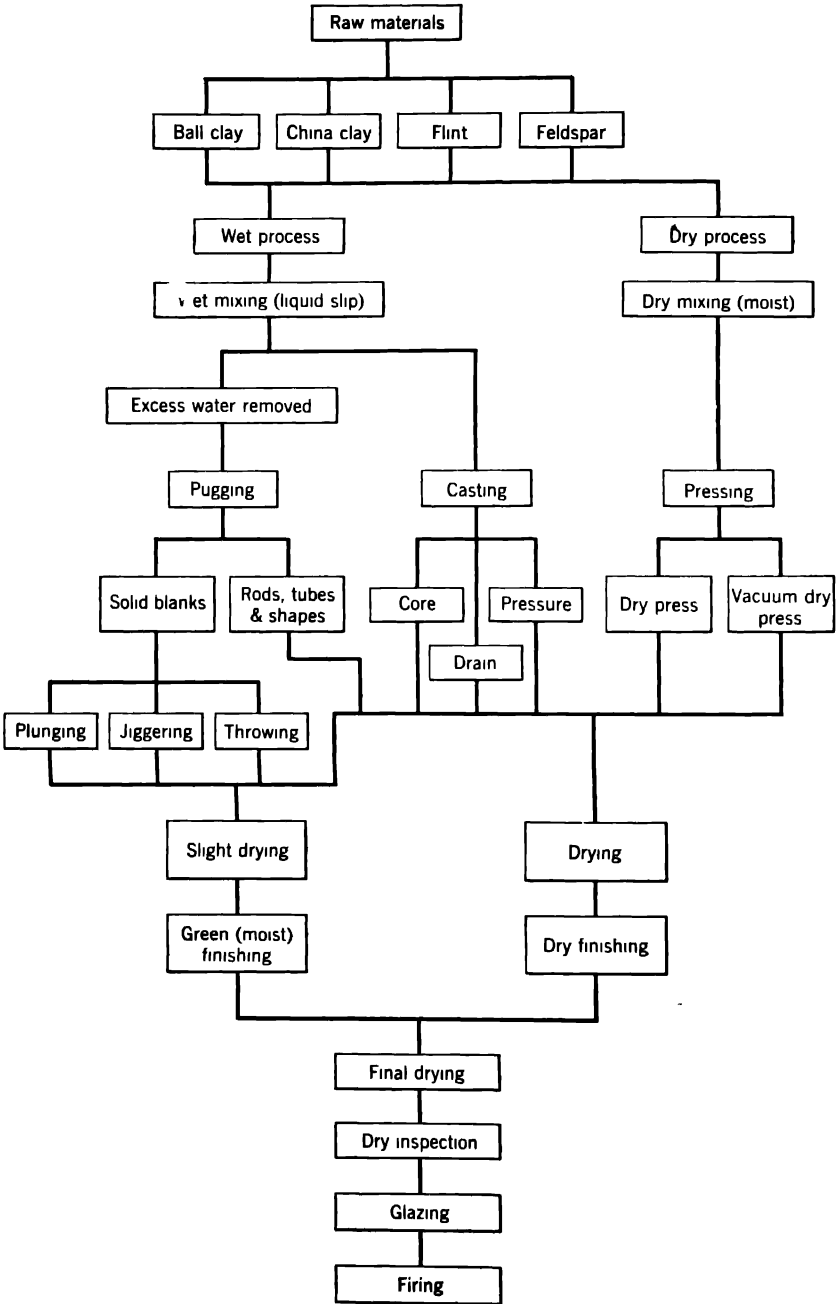 Raw materials
Ball clay
China clay
Flint
Feldspar
Wet process
Dry process
et mixing (liquid slip)
Dry mixing (moist)
Excess water removed
Pugging
Casting
Pressing
Solid blanks
Rods, tubes
& shapes
Core
Pressure
Dry press
Vacuum dry
press
Drain
Plunging
Jiggering
Throwing
Slight drying
Drying
Green (moist)
finishing
Dry finishing
Final drying
Dry inspection
Glazing
Firing